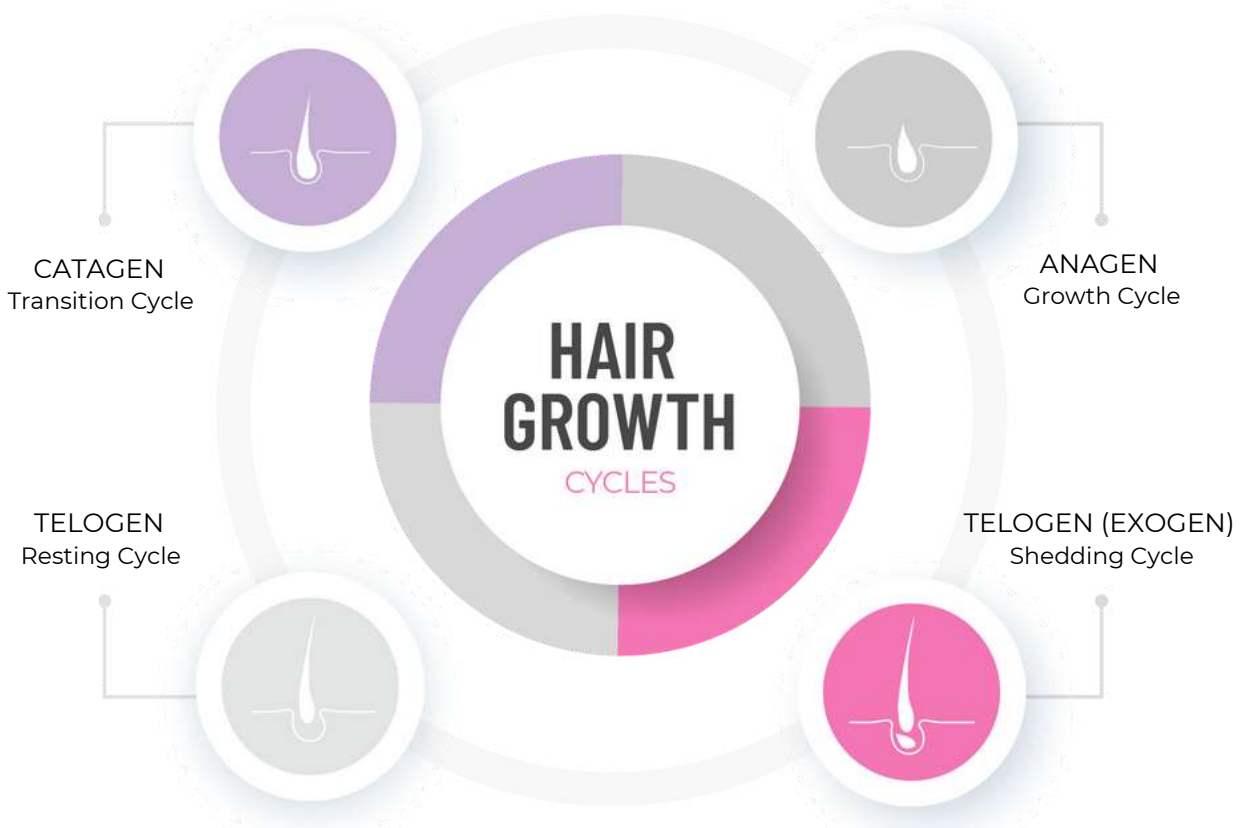 CATAGEN
Transition Cycle
ANAGEN
Growth Cycle
HAIR
GROWTH
CYCLES
TELOGEN
Resting Cycle
TELOGEN (EXOGEN)
Shedding Cycle